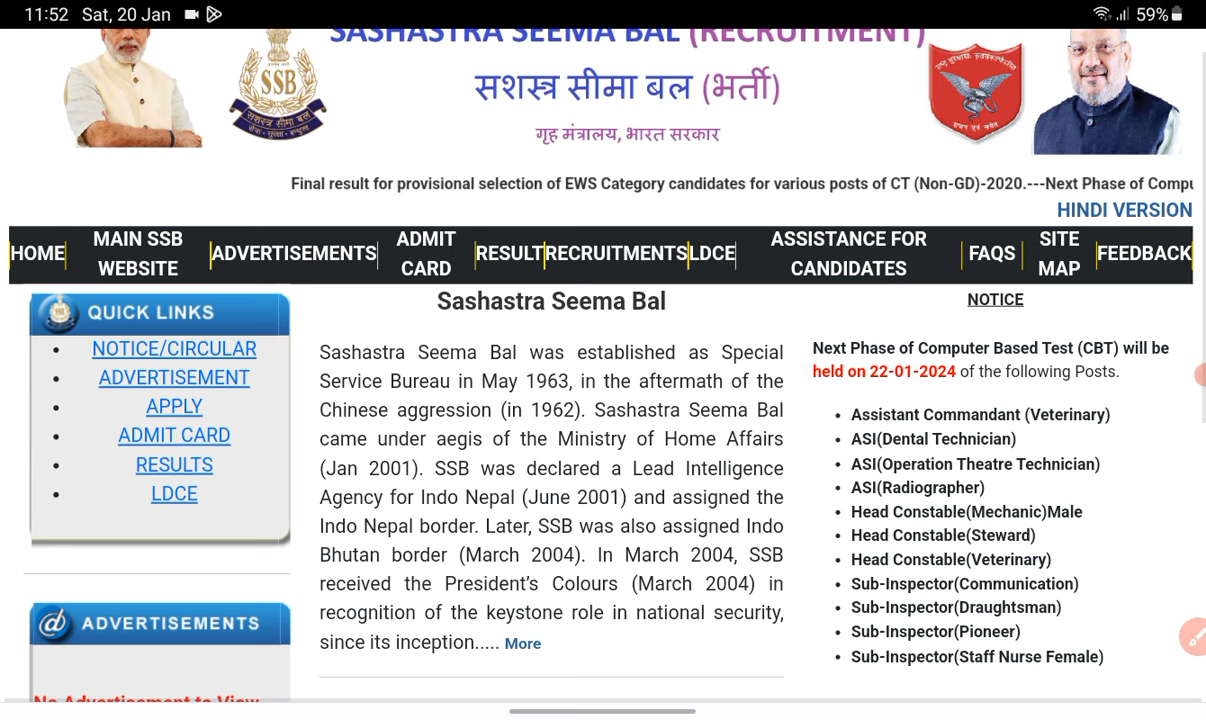 11:52 Sat, 20 Jan 59%
SASHASTRA SEEMA BAL (RECRUITMENT)
SSB
सशस्त्र सीमा बल (भर्ती)
गृह मंत्रालय, भारत सरकार
Final result for provisional selection of EWS Category candidates for various posts of CT (Non-GD)-2020.---Next Phase of Compu
HINDI VERSION
HOME MAIN SSB WEBSITE ADVERTISEMENTS ADMIT CARD RESULT RECRUITMENTS LDCE ASSISTANCE FOR CANDIDATES FAQS SITE MAP FEEDBACK
QUICK LINKS
• NOTICE/CIRCULAR
• ADVERTISEMENT
• APPLY
• ADMIT CARD
• RESULTS
• LDCE
@ ADVERTISEMENTS
No Advertisement to View
Sashastra Seema Bal
Sashastra Seema Bal was established as Special
Service Bureau in May 1963, in the aftermath of the
Chinese aggression (in 1962). Sashastra Seema Bal
came under aegis of the Ministry of Home Affairs
(Jan 2001). SSB was declared a Lead Intelligence
Agency for Indo Nepal (June 2001) and assigned the
Indo Nepal border. Later, SSB was also assigned Indo
Bhutan border (March 2004). In March 2004, SSB
received the President’s Colours (March 2004) in
recognition of the keystone role in national security,
since its inception..... More
NOTICE
Next Phase of Computer Based Test (CBT) will be
held on 22-01-2024 of the following Posts.
• Assistant Commandant (Veterinary)
• ASI(Dental Technician)
• ASI(Operation Theatre Technician)
• ASI(Radiographer)
• Head Constable(Mechanic)Male
• Head Constable(Steward)
• Head Constable(Veterinary)
• Sub-Inspector(Communication)
• Sub-Inspector(Draughtsman)
• Sub-Inspector(Pioneer)
• Sub-Inspector(Staff Nurse Female)